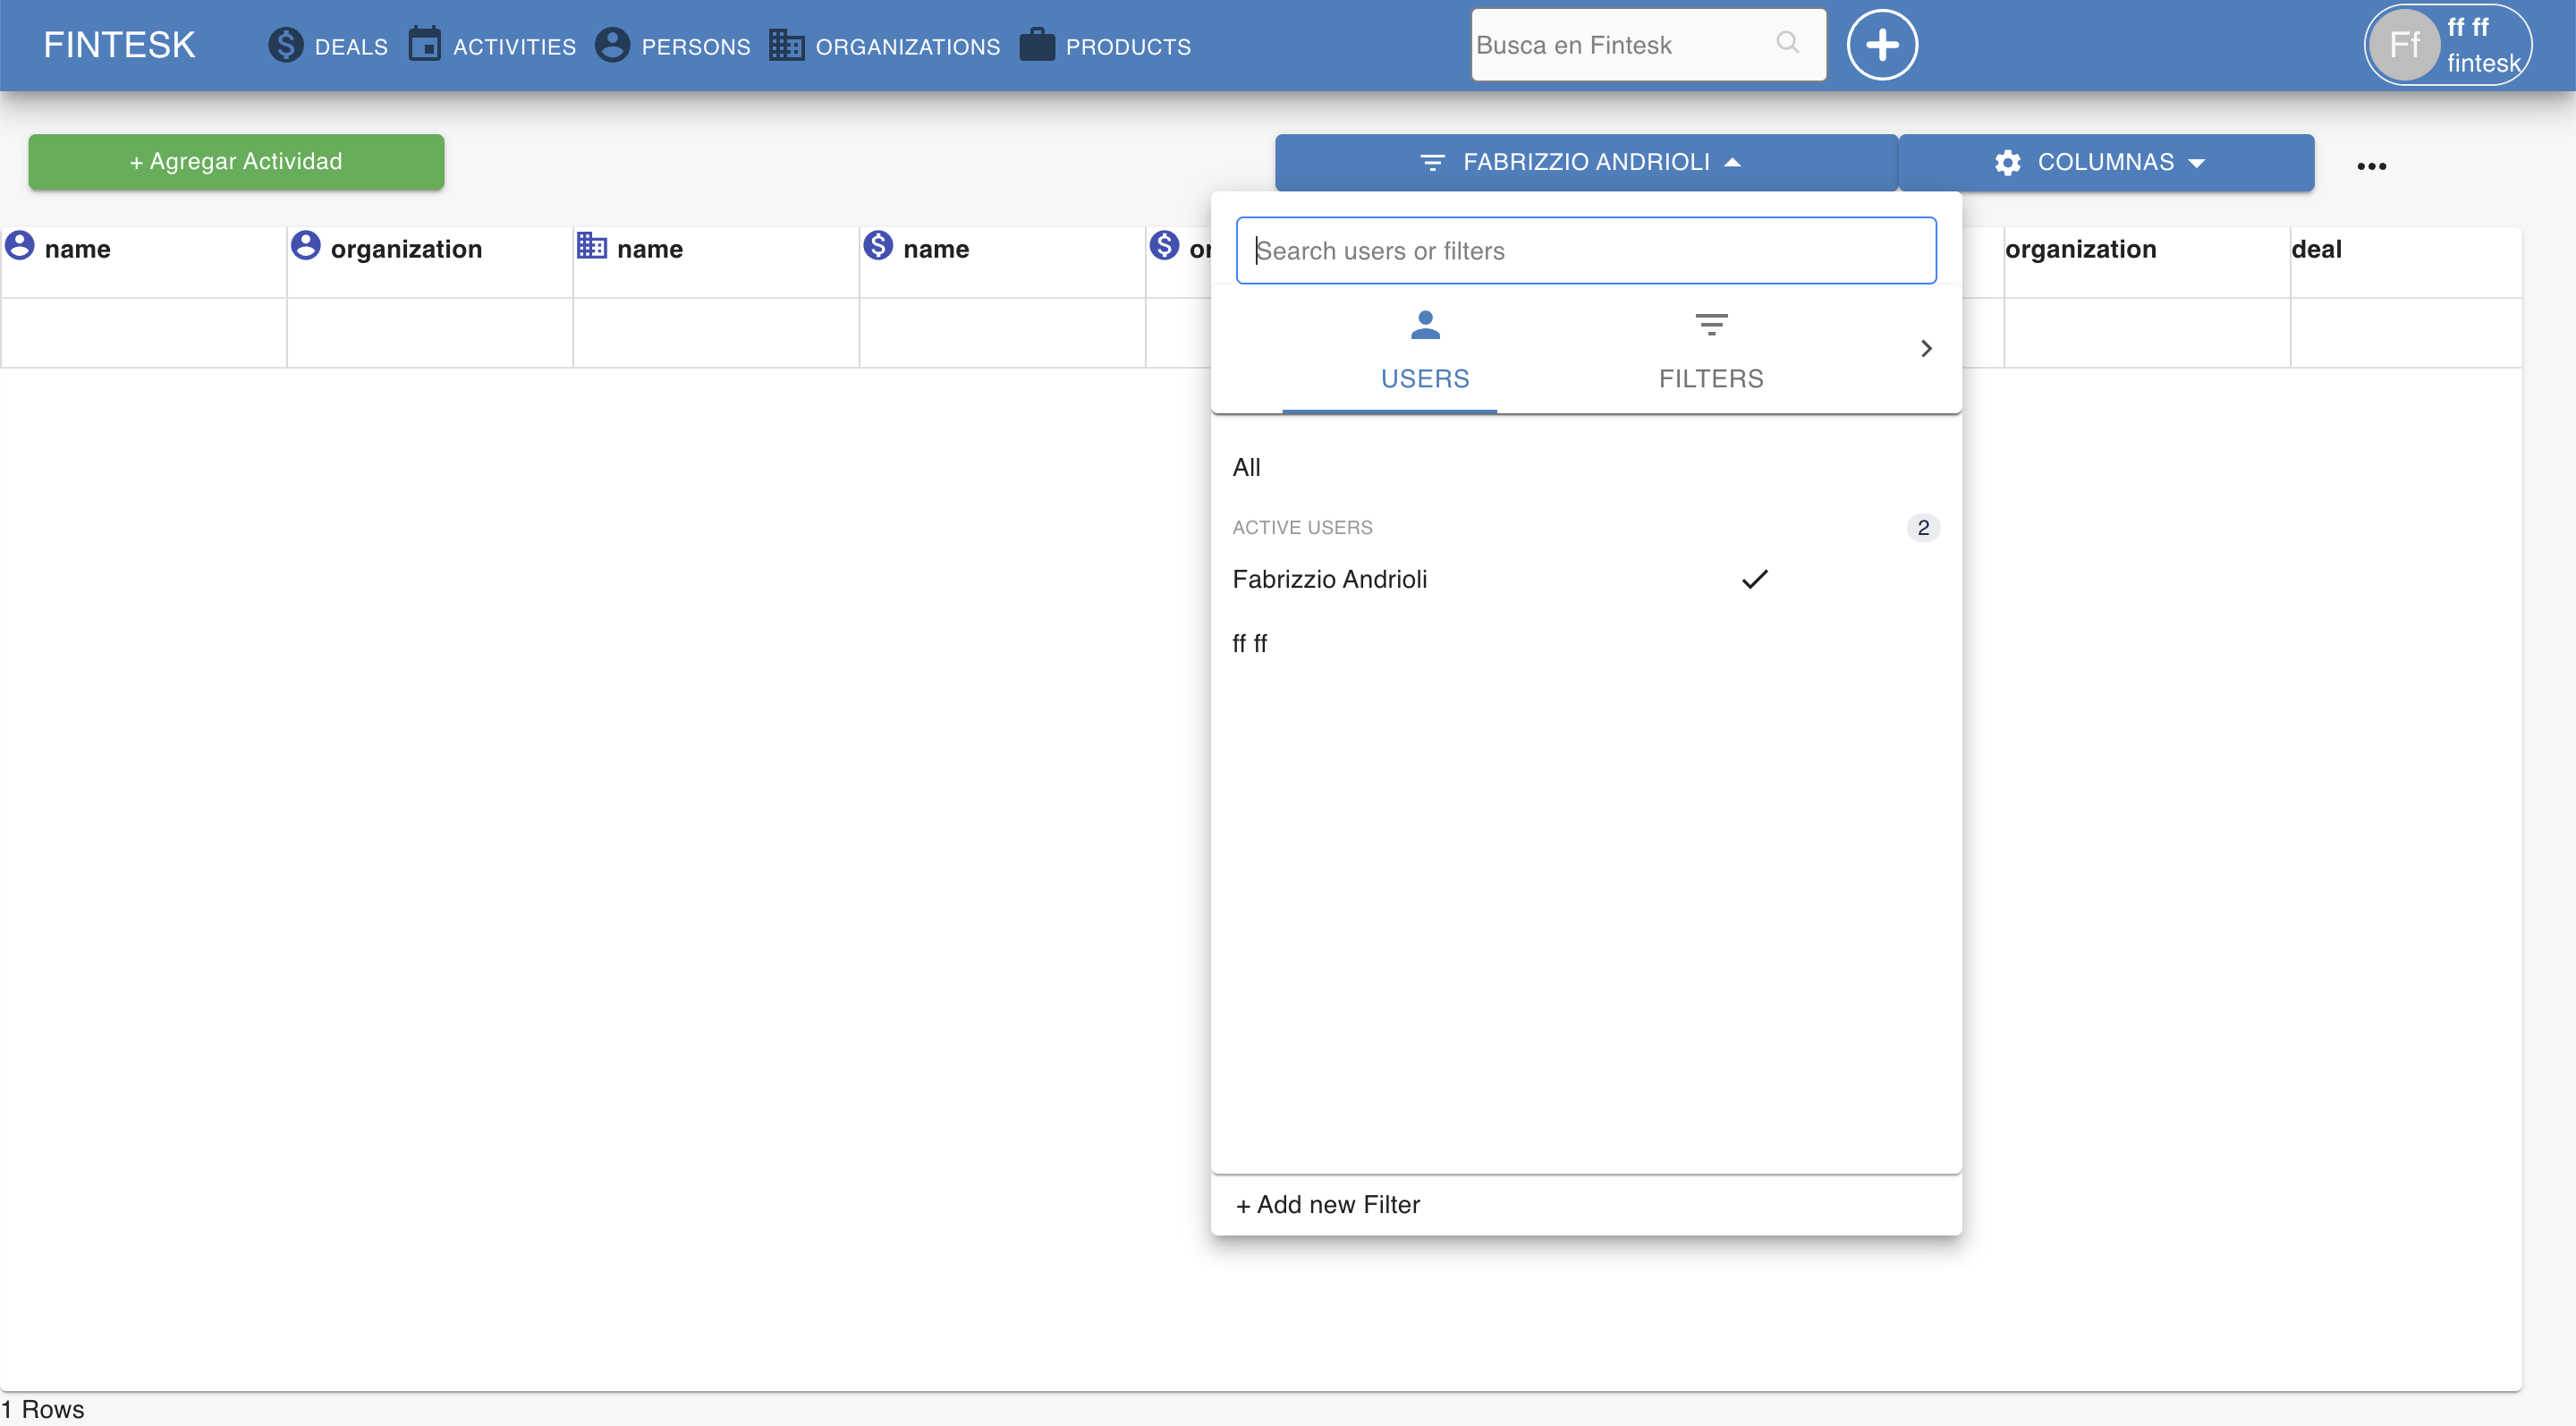 FINTESK
DEALS
ACTIVITIES
PERSONS
ORGANIZATIONS
PRODUCTS
Busca en Fintesk
Ff
ff ff
fintesk
+ Agregar Actividad
FABRIZZIO ANDRIOLI
COLUMNAS
name
organization
name
name
or
organization
deal
Search users or filters
USERS
FILTERS
All
ACTIVE USERS
2
Fabrizzio Andrioli
ff ff
+ Add new Filter
1 Rows